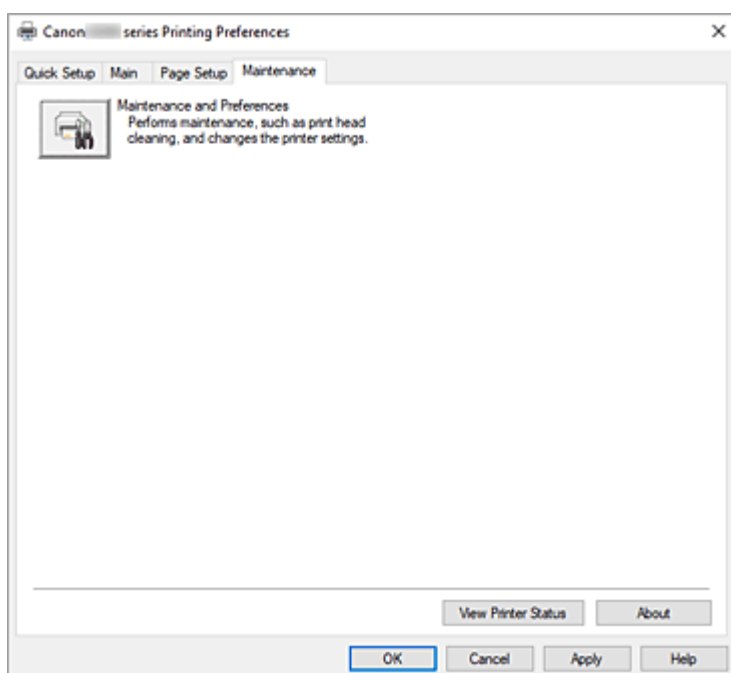 Canon series Printing Preferences
Quick Setup Main Page Setup Maintenance
Maintenance and Preferences
Performs maintenance, such as print head
cleaning, and changes the printer settings.
View Printer Status About
OK Cancel Apply Help